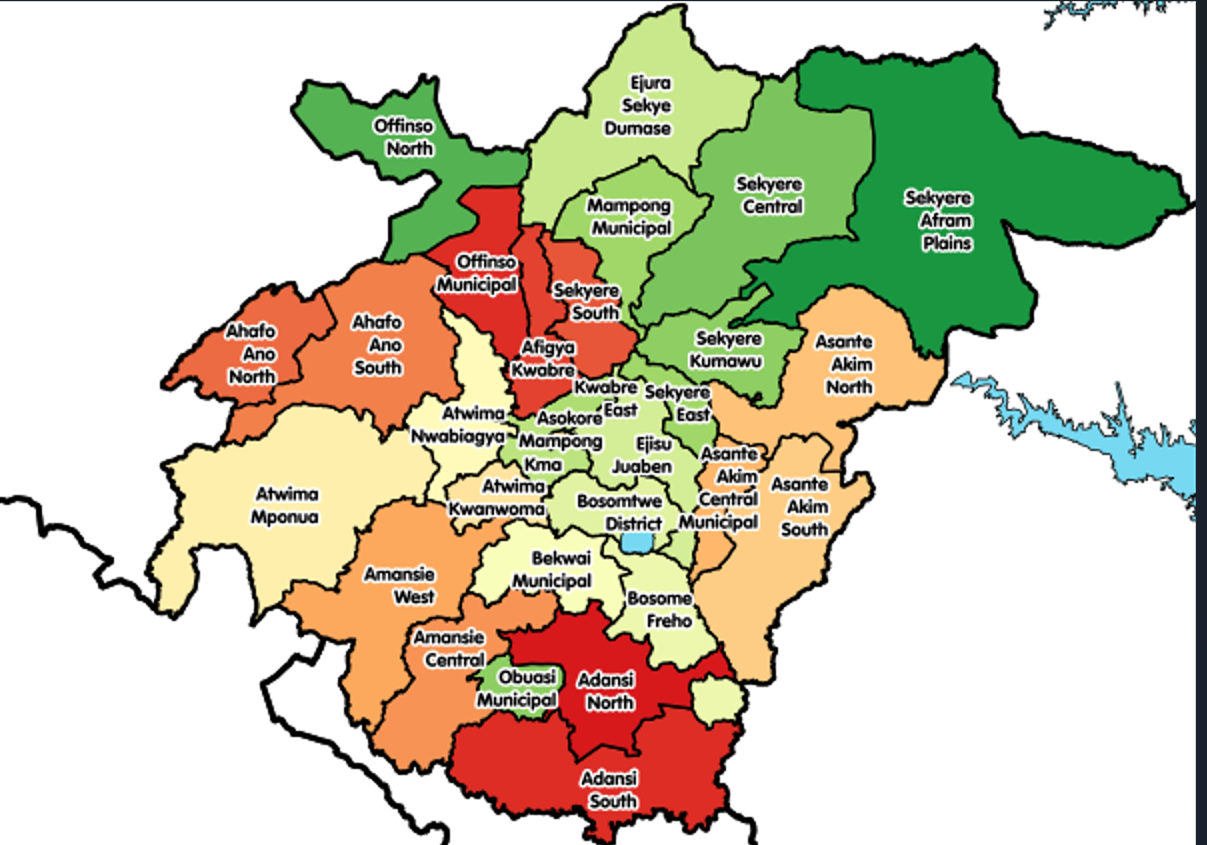 Ejura
Sekye
Dumase
Offinso
North
Sekyere
Central
Mampong
Municipal
Sekyere
Afram
Plains
Offinso
Municipal
Sekyere
South
Ahafo
Ano
North
Ahafo
Ano
South
Afigya
Kwabre
Sekyere
Kumawu
Asante
Akim
North
Kwabre
East
Sekyere
East
Atwima
Nwabiagya
Asokore
Mampong
Kma
Ejisu
Juaben
Asante
Akim
Central
Municipal
Asante
Akim
South
Atwima
Mponua
Atwima
Kwanwoma
Bosomtwe
District
Bekwai
Municipal
Amansie
West
Bosome
Freho
Amansie
Central
Obuasi
Municipal
Adansi
North
Adansi
South